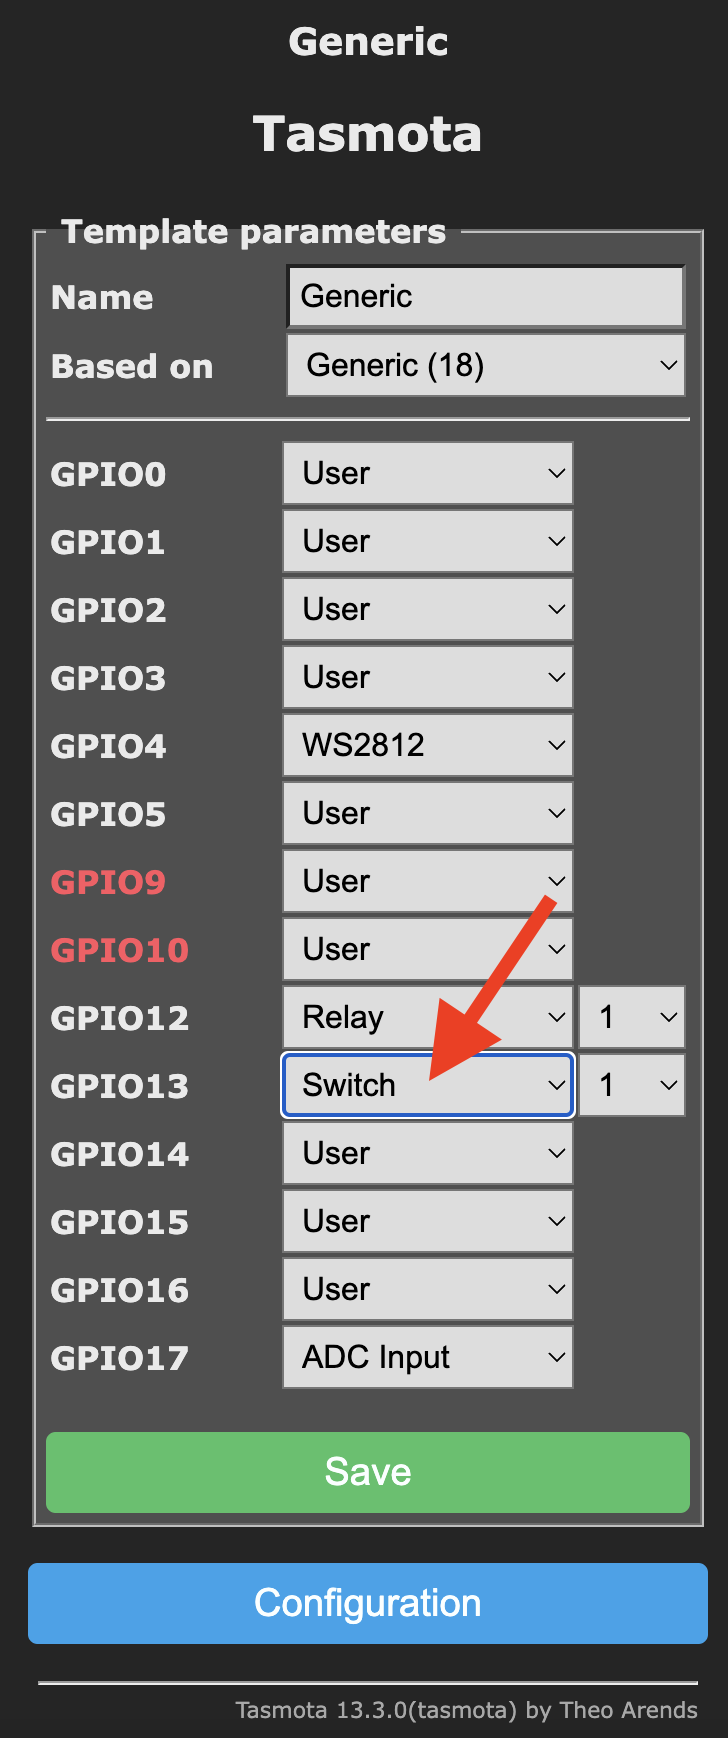 Generic
Tasmota
Template parameters
Name Generic
Based on Generic (18)
GPIO0 User
GPIO1 User
GPIO2 User
GPIO3 User
GPIO4 WS2812
GPIO5 User
GPIO9 User
GPIO10 User
GPIO12 Relay 1
GPIO13 Switch 1
GPIO14 User
GPIO15 User
GPIO16 User
GPIO17 ADC Input
Save
Configuration
Tasmota 13.3.0(tasmota) by Theo Arends